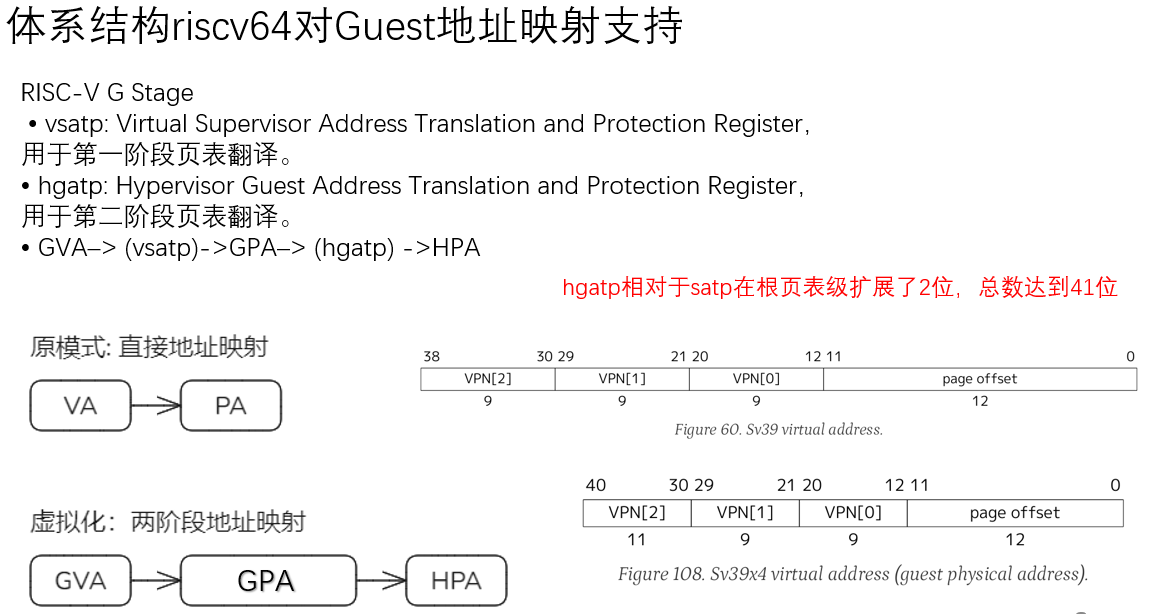 体系结构riscv64对Guest地址映射支持
RISC-V G Stage
• vsatp: Virtual Supervisor Address Translation and Protection Register,
用于第一阶段页表翻译。
• hgatp: Hypervisor Guest Address Translation and Protection Register,
用于第二阶段页表翻译。
• GVA—> (vsatp)->GPA—> (hgatp) ->HPA
hgatp相对于satp在根页表级扩展了2位，总数达到41位
原模式: 直接地址映射
VA PA
38 30 29 21 20 12 11 0
VPN[2] VPN[1] VPN[0] page offset
9 9 9 12
Figure 60. Sv39 virtual address.
虚拟化：两阶段地址映射
GVA GPA HPA
40 30 29 21 20 12 11 0
VPN[2] VPN[1] VPN[0] page offset
11 9 9 12
Figure 108. Sv39x4 virtual address (guest physical address).